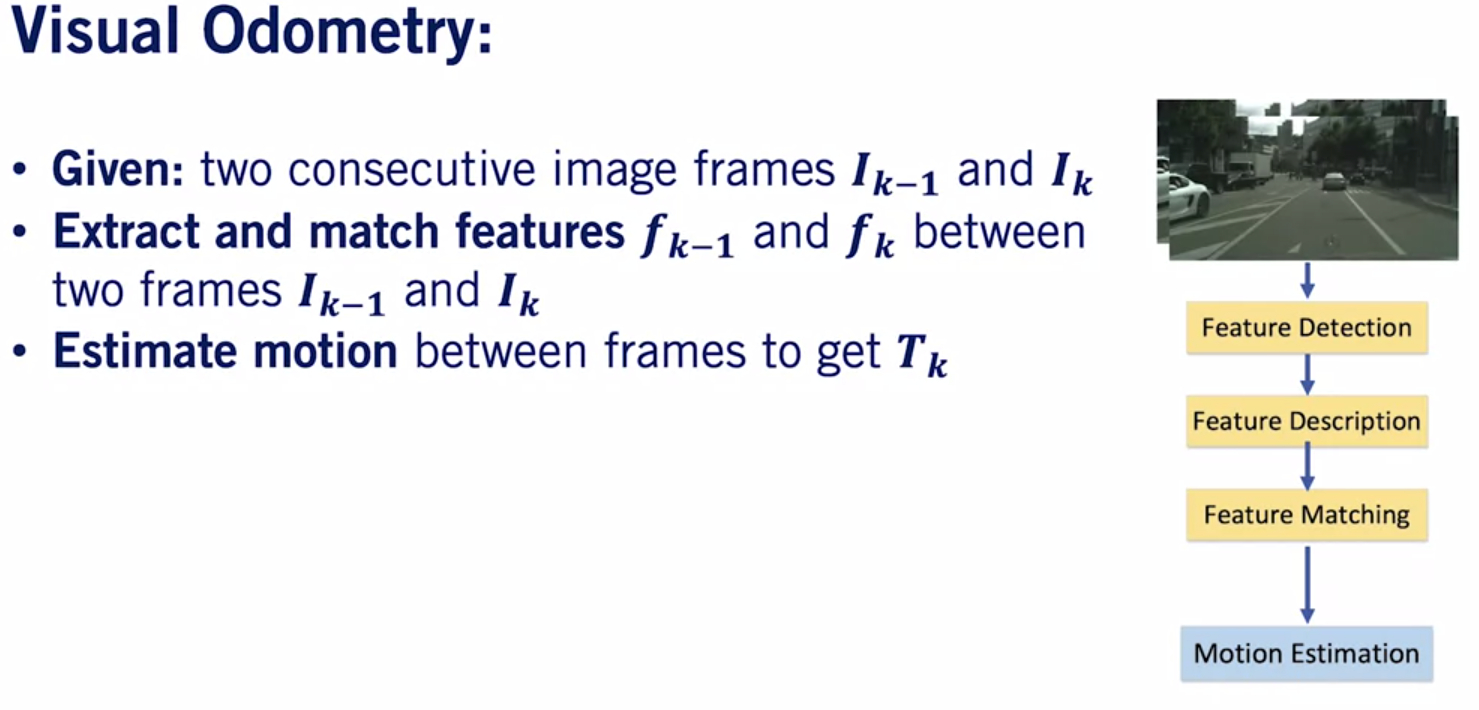 Visual Odometry:
• Given: two consecutive image frames I_{k−1} and I_k
• Extract and match features f_{k−1} and f_k between
two frames I_{k−1} and I_k
• Estimate motion between frames to get T_k
Feature Detection
Feature Description
Feature Matching
Motion Estimation